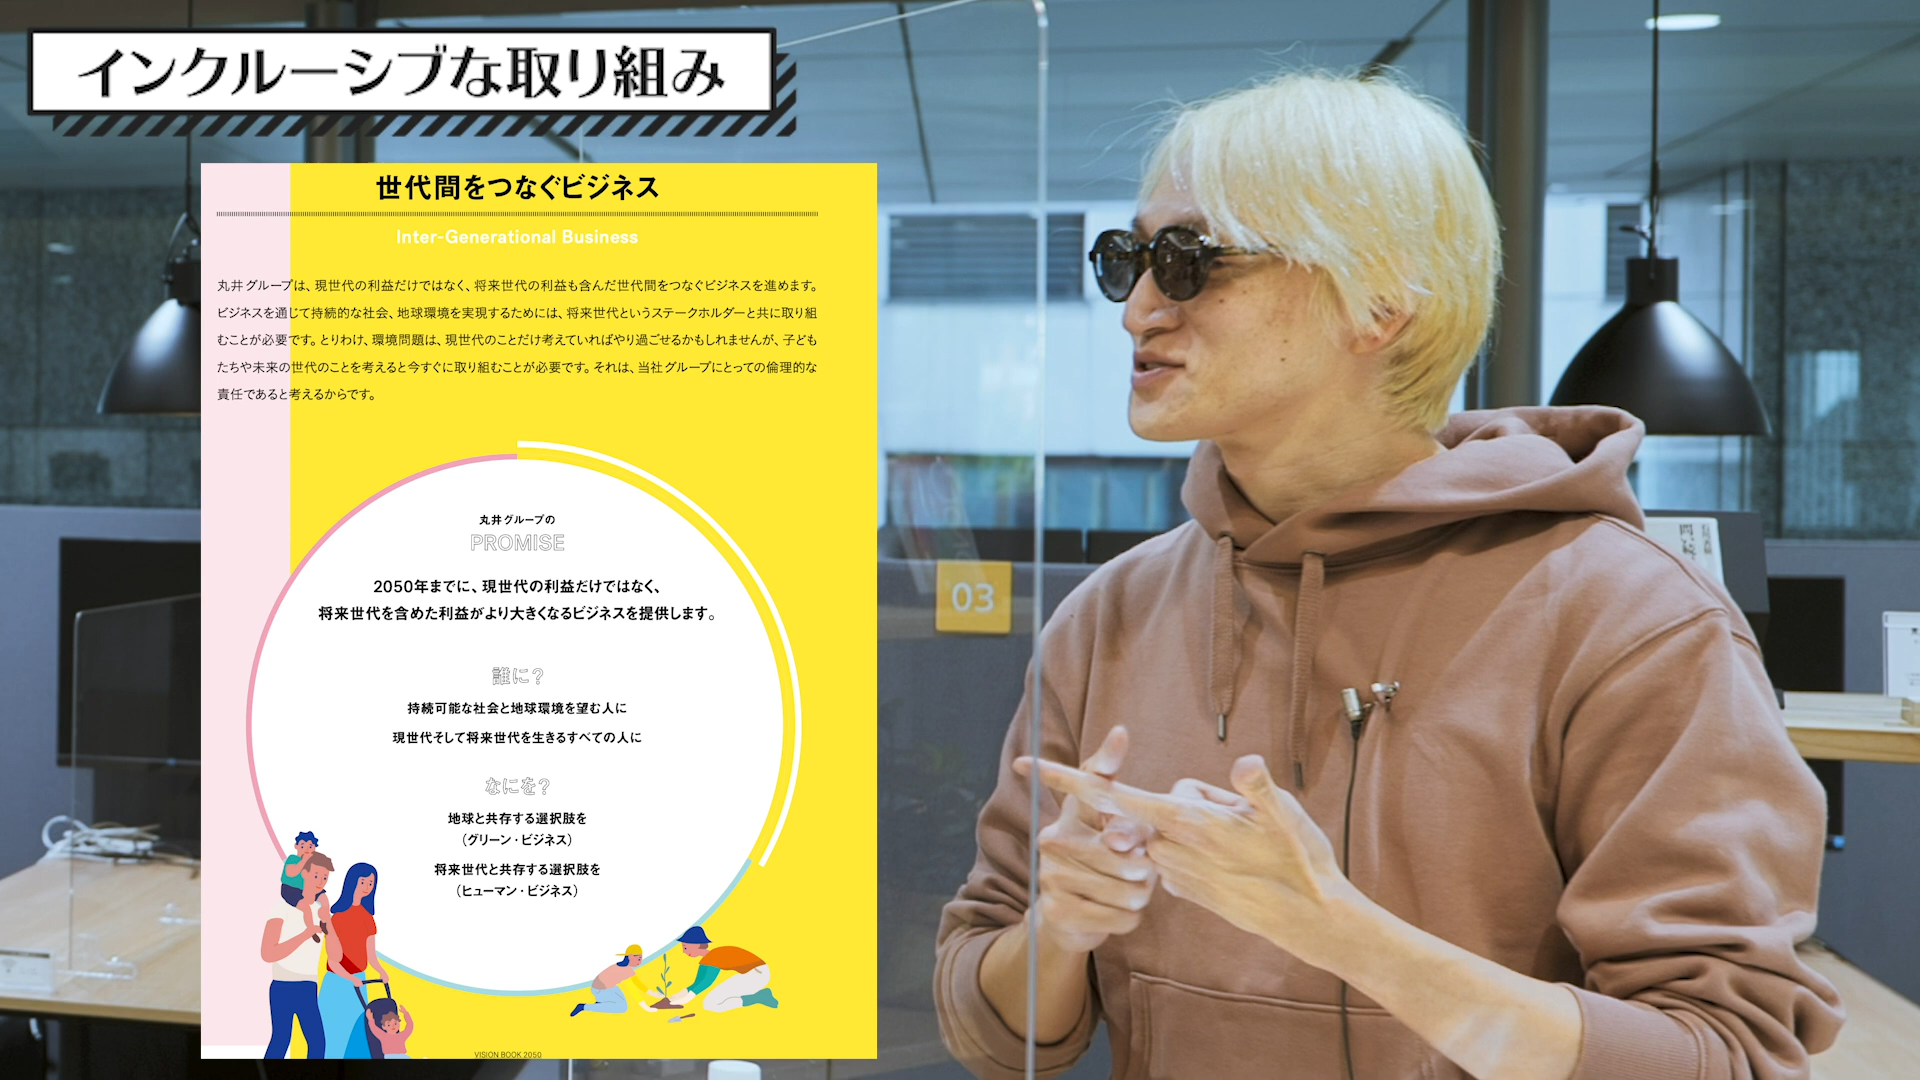 インクルーシブな取り組み
世代間をつなぐビジネス
Inter-Generational Business
丸井グループは、現世代の利益だけではなく、将来世代の利益も含んだ世代間をつなぐビジネスを進めます。
ビジネスを通じて持続的な社会、地球環境を実現するためには、将来世代というステークホルダーと共に取り組
むことが必要です。とりわけ、環境問題は、現世代のことだけ考えていればやり過ごせるかもしれませんが、子ども
たちや未来の世代のことを考えると今すぐに取り組むことが必要です。それは、当社グループにとっての倫理的な
責任であると考えるからです。
丸井グループの
PROMISE
2050年までに、現世代の利益だけではなく、
将来世代を含めた利益がより大きくなるビジネスを提供します。
誰に？
持続可能な社会と地球環境を望む人に
現世代そして将来世代を生きるすべての人に
なにを？
地球と共存する選択肢を
（グリーン・ビジネス）
将来世代と共存する選択肢を
（ヒューマン・ビジネス）
VISION BOOK 2050
03